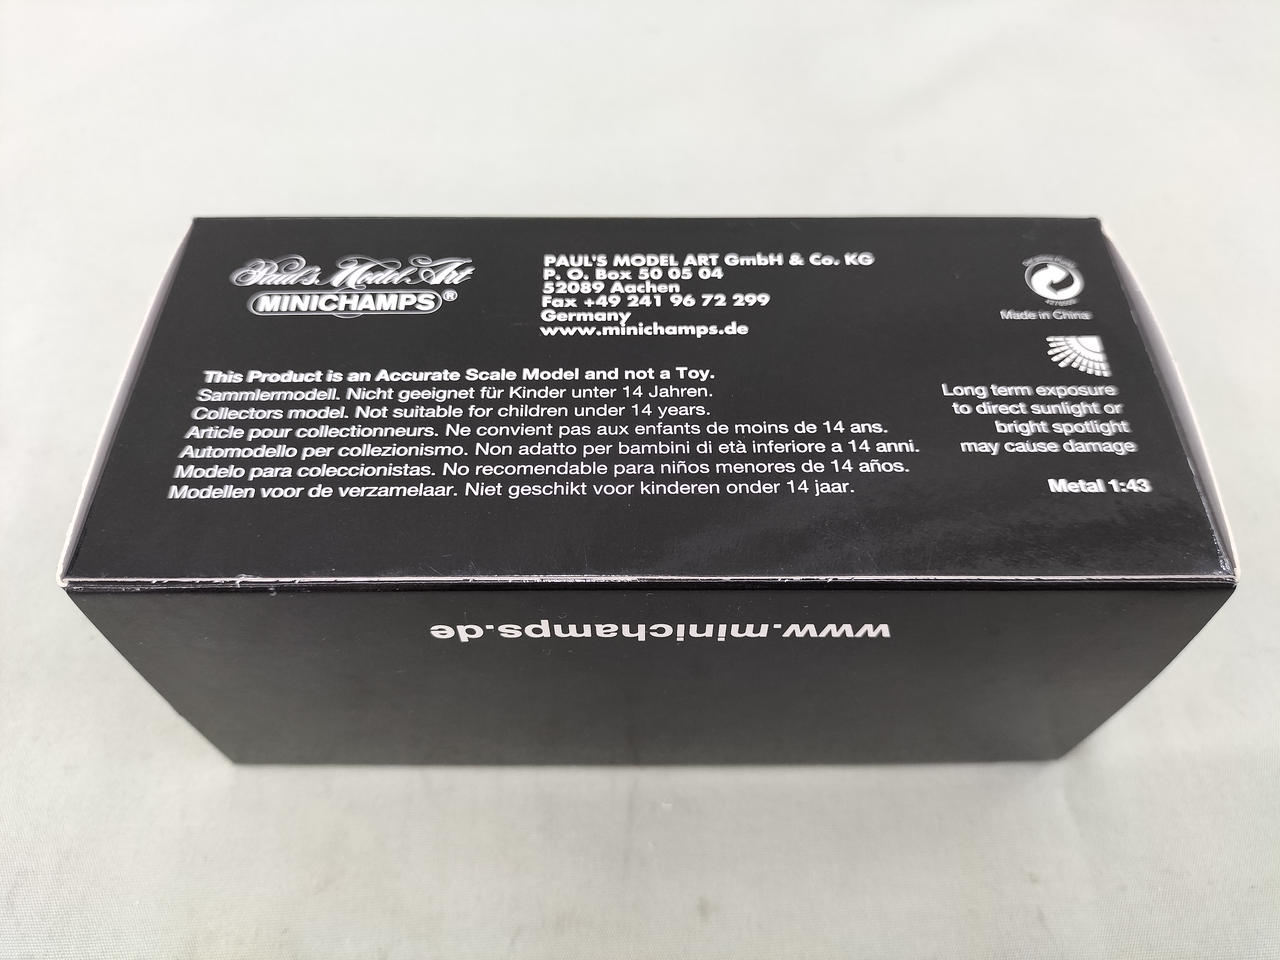 Paul's Model Art
MINICHAMPS®
PAUL'S MODEL ART GmbH & Co. KG
P. O. Box 50 05 04
52089 Aachen
Fax +49 241 96 72 299
Germany
www.minichamps.de
This Product is an Accurate Scale Model and not a Toy.
Sammlermodell. Nicht geeignet für Kinder unter 14 Jahren.
Collectors model. Not suitable for children under 14 years.
Article pour collectionneurs. Ne convient pas aux enfants de moins de 14 ans.
Automodello per collezionismo. Non adatto per bambini di età inferiore a 14 anni.
Modelo para coleccionistas. No recomendable para niños menores de 14 años.
Modellen voor de verzamelaar. Niet geschikt voor kinderen onder 14 jaar.
Made in China
Long term exposure
to direct sunlight or
bright spotlight
may cause damage
Metal 1:43
www.minichamps.de